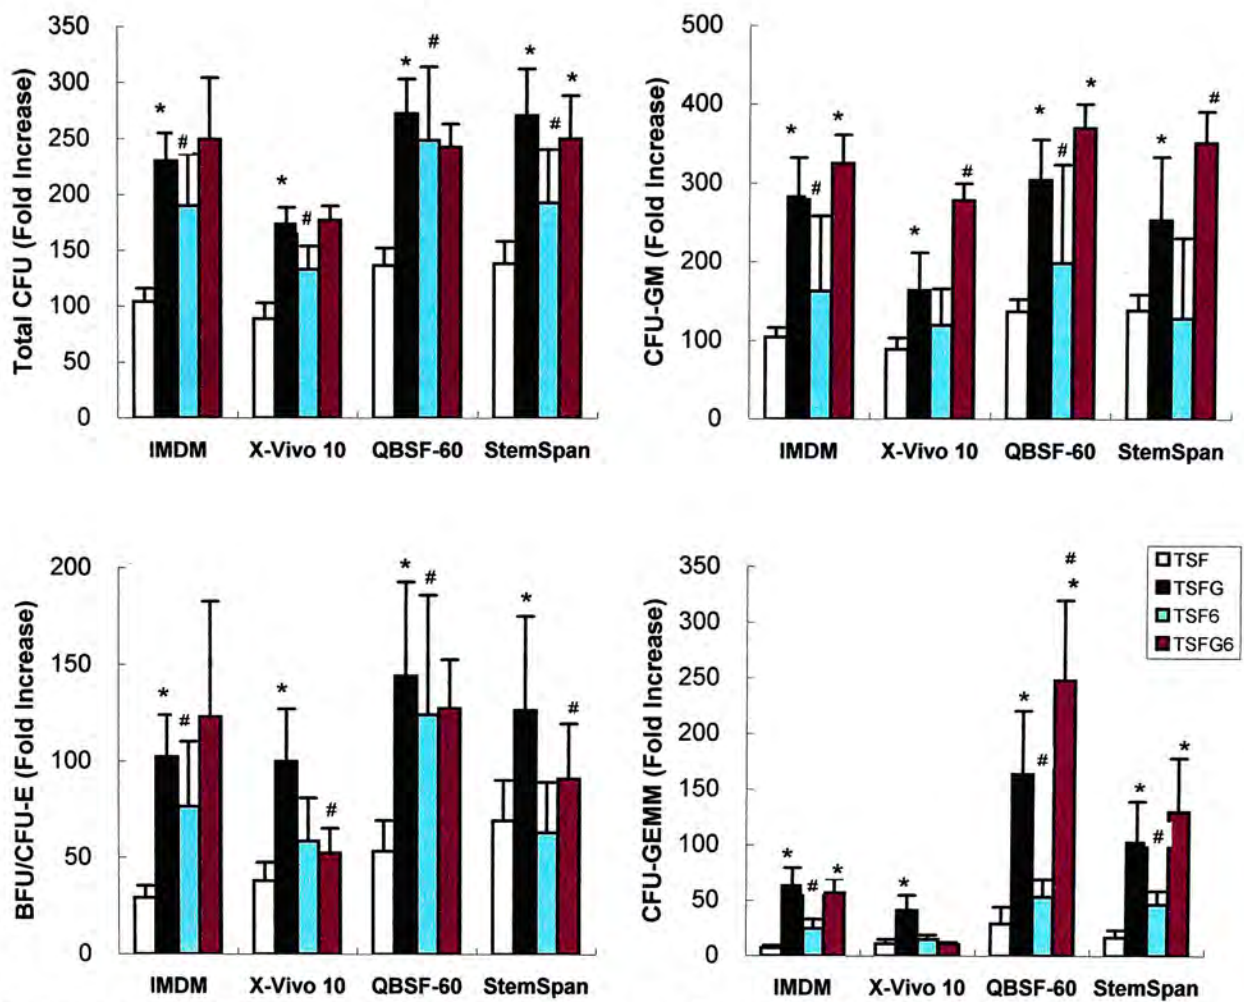 Total CFU (Fold Increase)
350
300
250
200
150
100
50
0
* # * * # * # *
* #
IMDM X-Vivo 10 QBSF-60 StemSpan
CFU-GM (Fold Increase)
500
400
300
200
100
0
* # * * # * # * * #
IMDM X-Vivo 10 QBSF-60 StemSpan
BFU/CFU-E (Fold Increase)
200
150
100
50
0
* # * # * # * #
IMDM X-Vivo 10 QBSF-60 StemSpan
CFU-GEMM (Fold Increase)
350
300
250
200
150
100
50
0
* # * * * # # * * # *
IMDM X-Vivo 10 QBSF-60 StemSpan
TSF
TSFG
TSF6
TSFG6